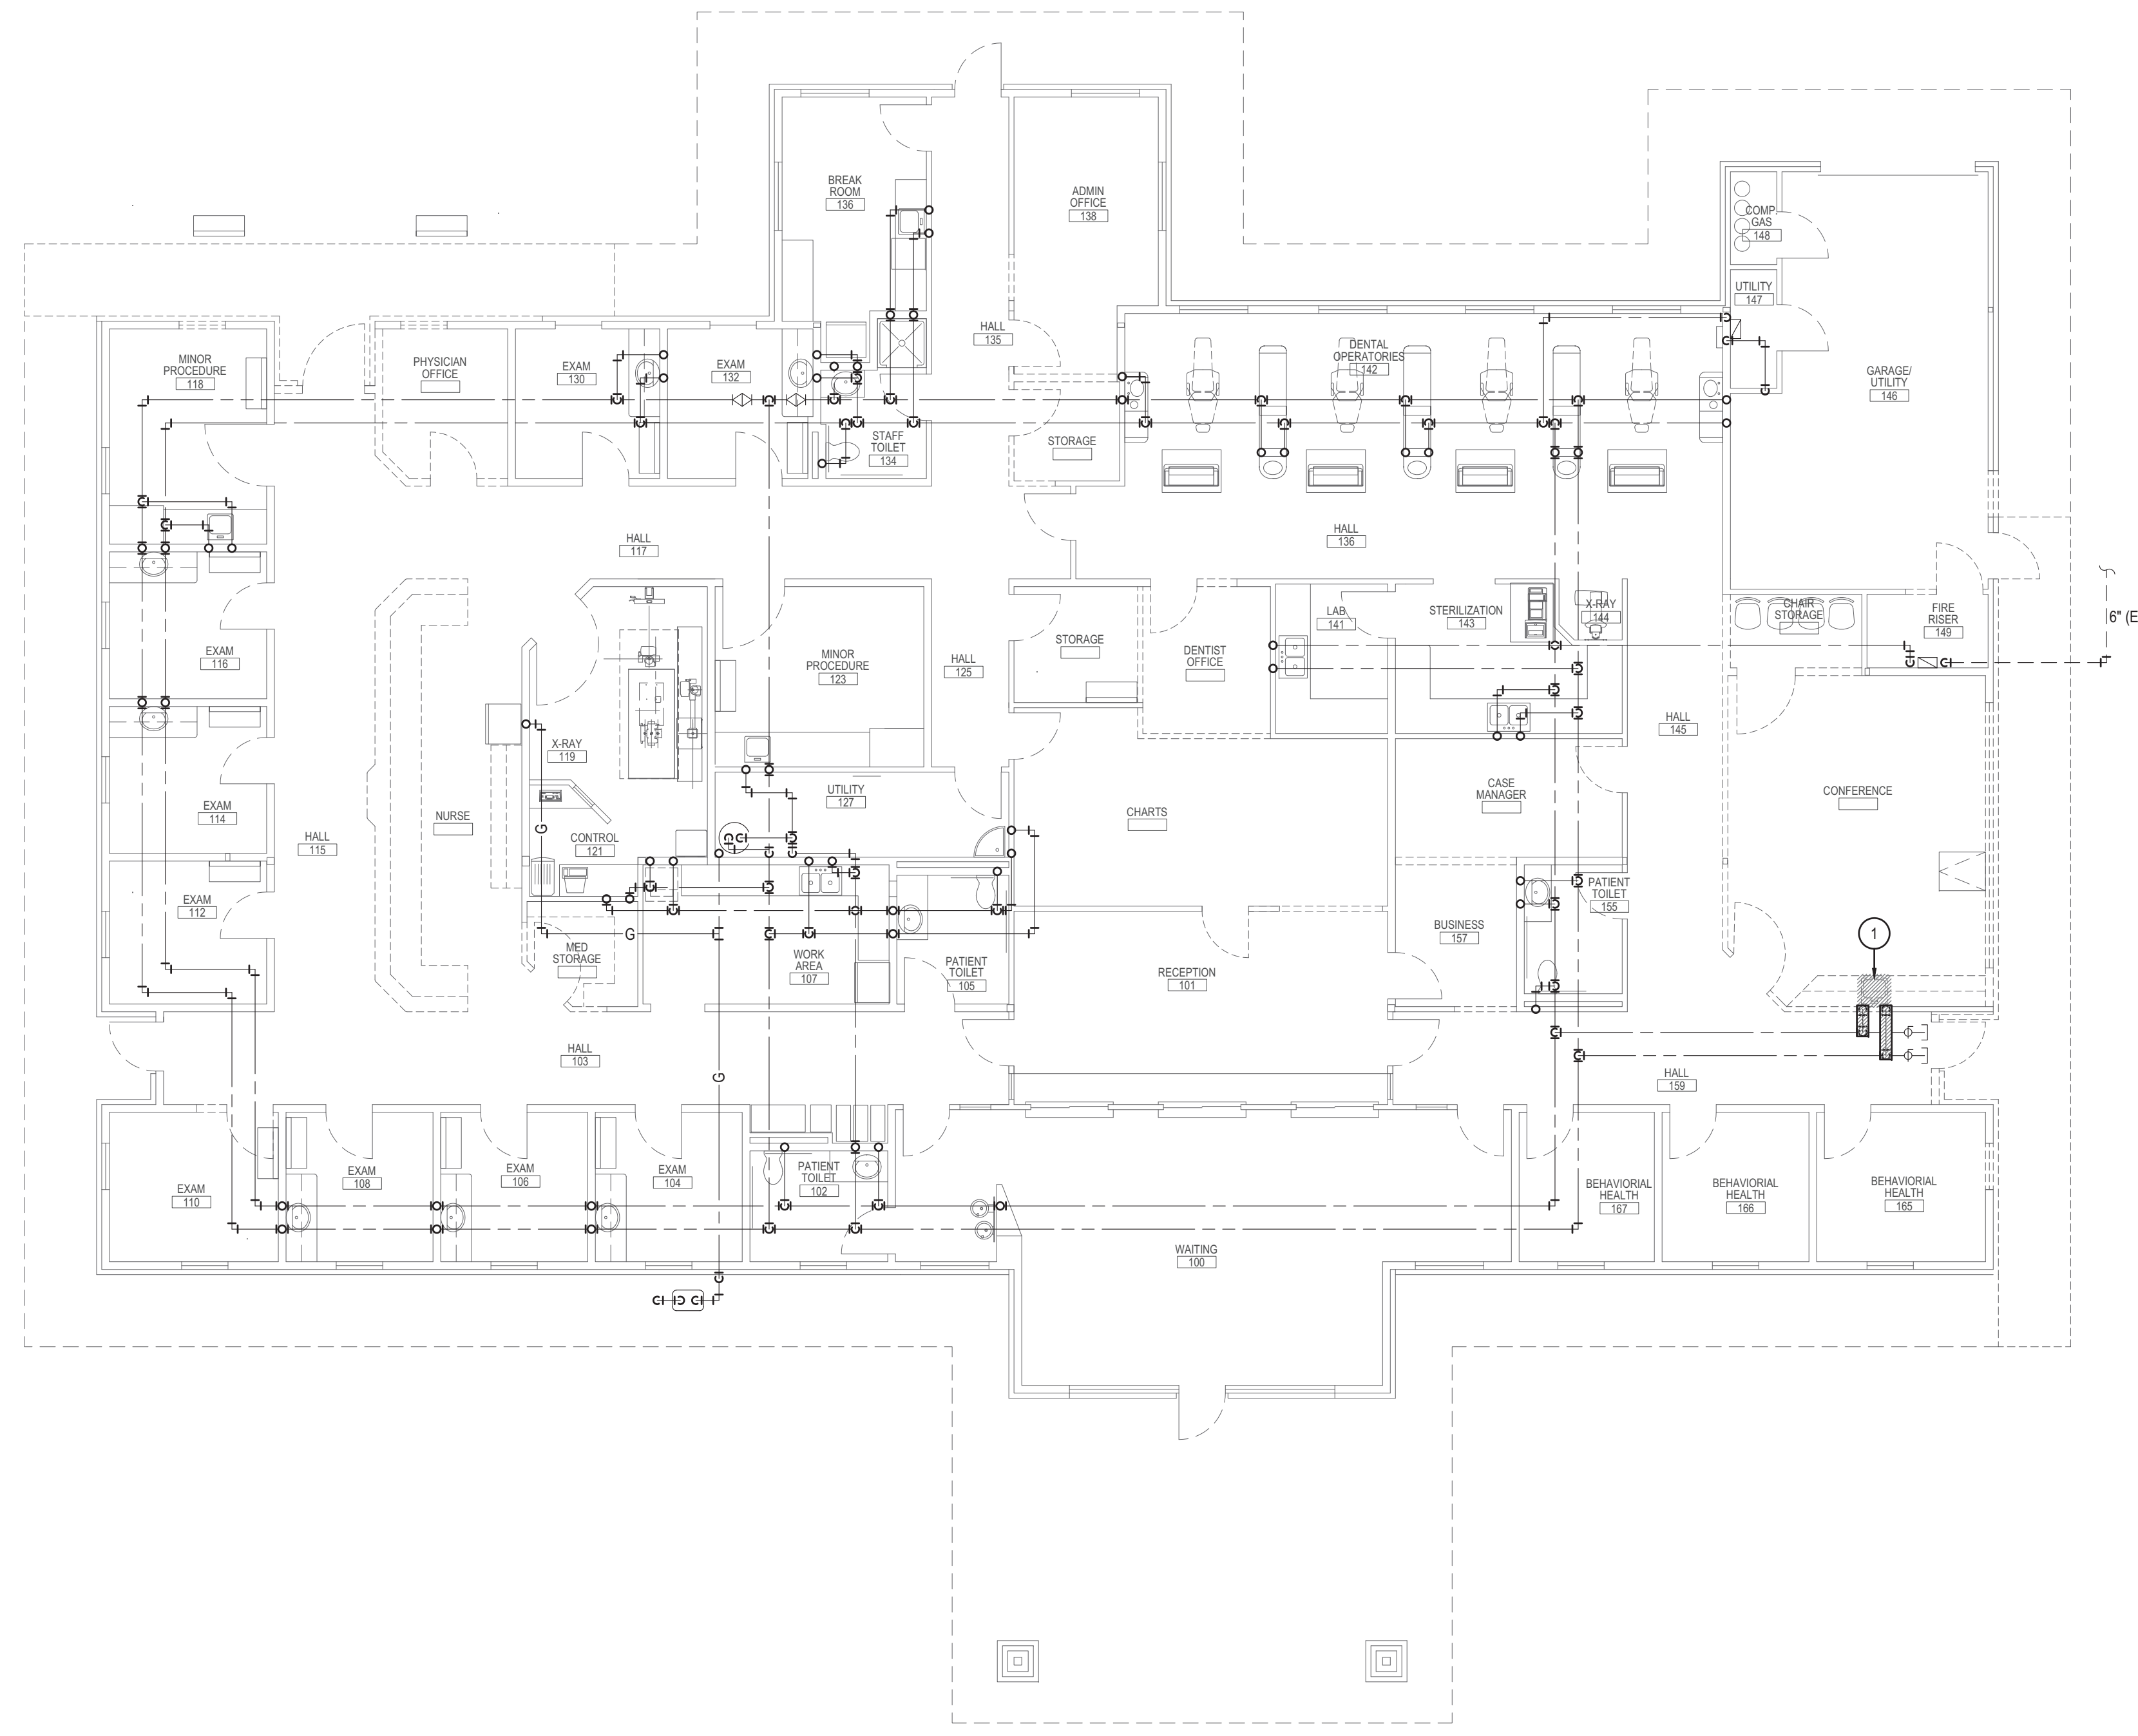 BREAK
ROOM
136
ADMIN
OFFICE
138
COMP.
GAS
148
UTILITY
147
HALL
135
MINOR
PROCEDURE
118
PHYSICIAN
OFFICE
EXAM
130
EXAM
132
DENTAL
OPERATORIES
142
GARAGE/
UTILITY
146
STAFF
TOILET
134
STORAGE
HALL
117
HALL
136
EXAM
116
MINOR
PROCEDURE
123
HALL
125
STORAGE
DENTIST
OFFICE
LAB
141
STERILIZATION
143
X-RAY
144
CHAIR
STORAGE
FIRE
RISER
149
6" (E
X-RAY
119
HALL
145
EXAM
114
HALL
115
NURSE
G
CONTROL
121
UTILITY
127
CHARTS
CASE
MANAGER
CONFERENCE
EXAM
112
G
MED
STORAGE
WORK
AREA
107
PATIENT
TOILET
105
RECEPTION
101
BUSINESS
157
PATIENT
TOILET
155
1
HALL
103
G
HALL
159
EXAM
110
EXAM
108
EXAM
106
EXAM
104
PATIENT
TOILET
102
WAITING
100
BEHAVIORIAL
HEALTH
167
BEHAVIORIAL
HEALTH
166
BEHAVIORIAL
HEALTH
165